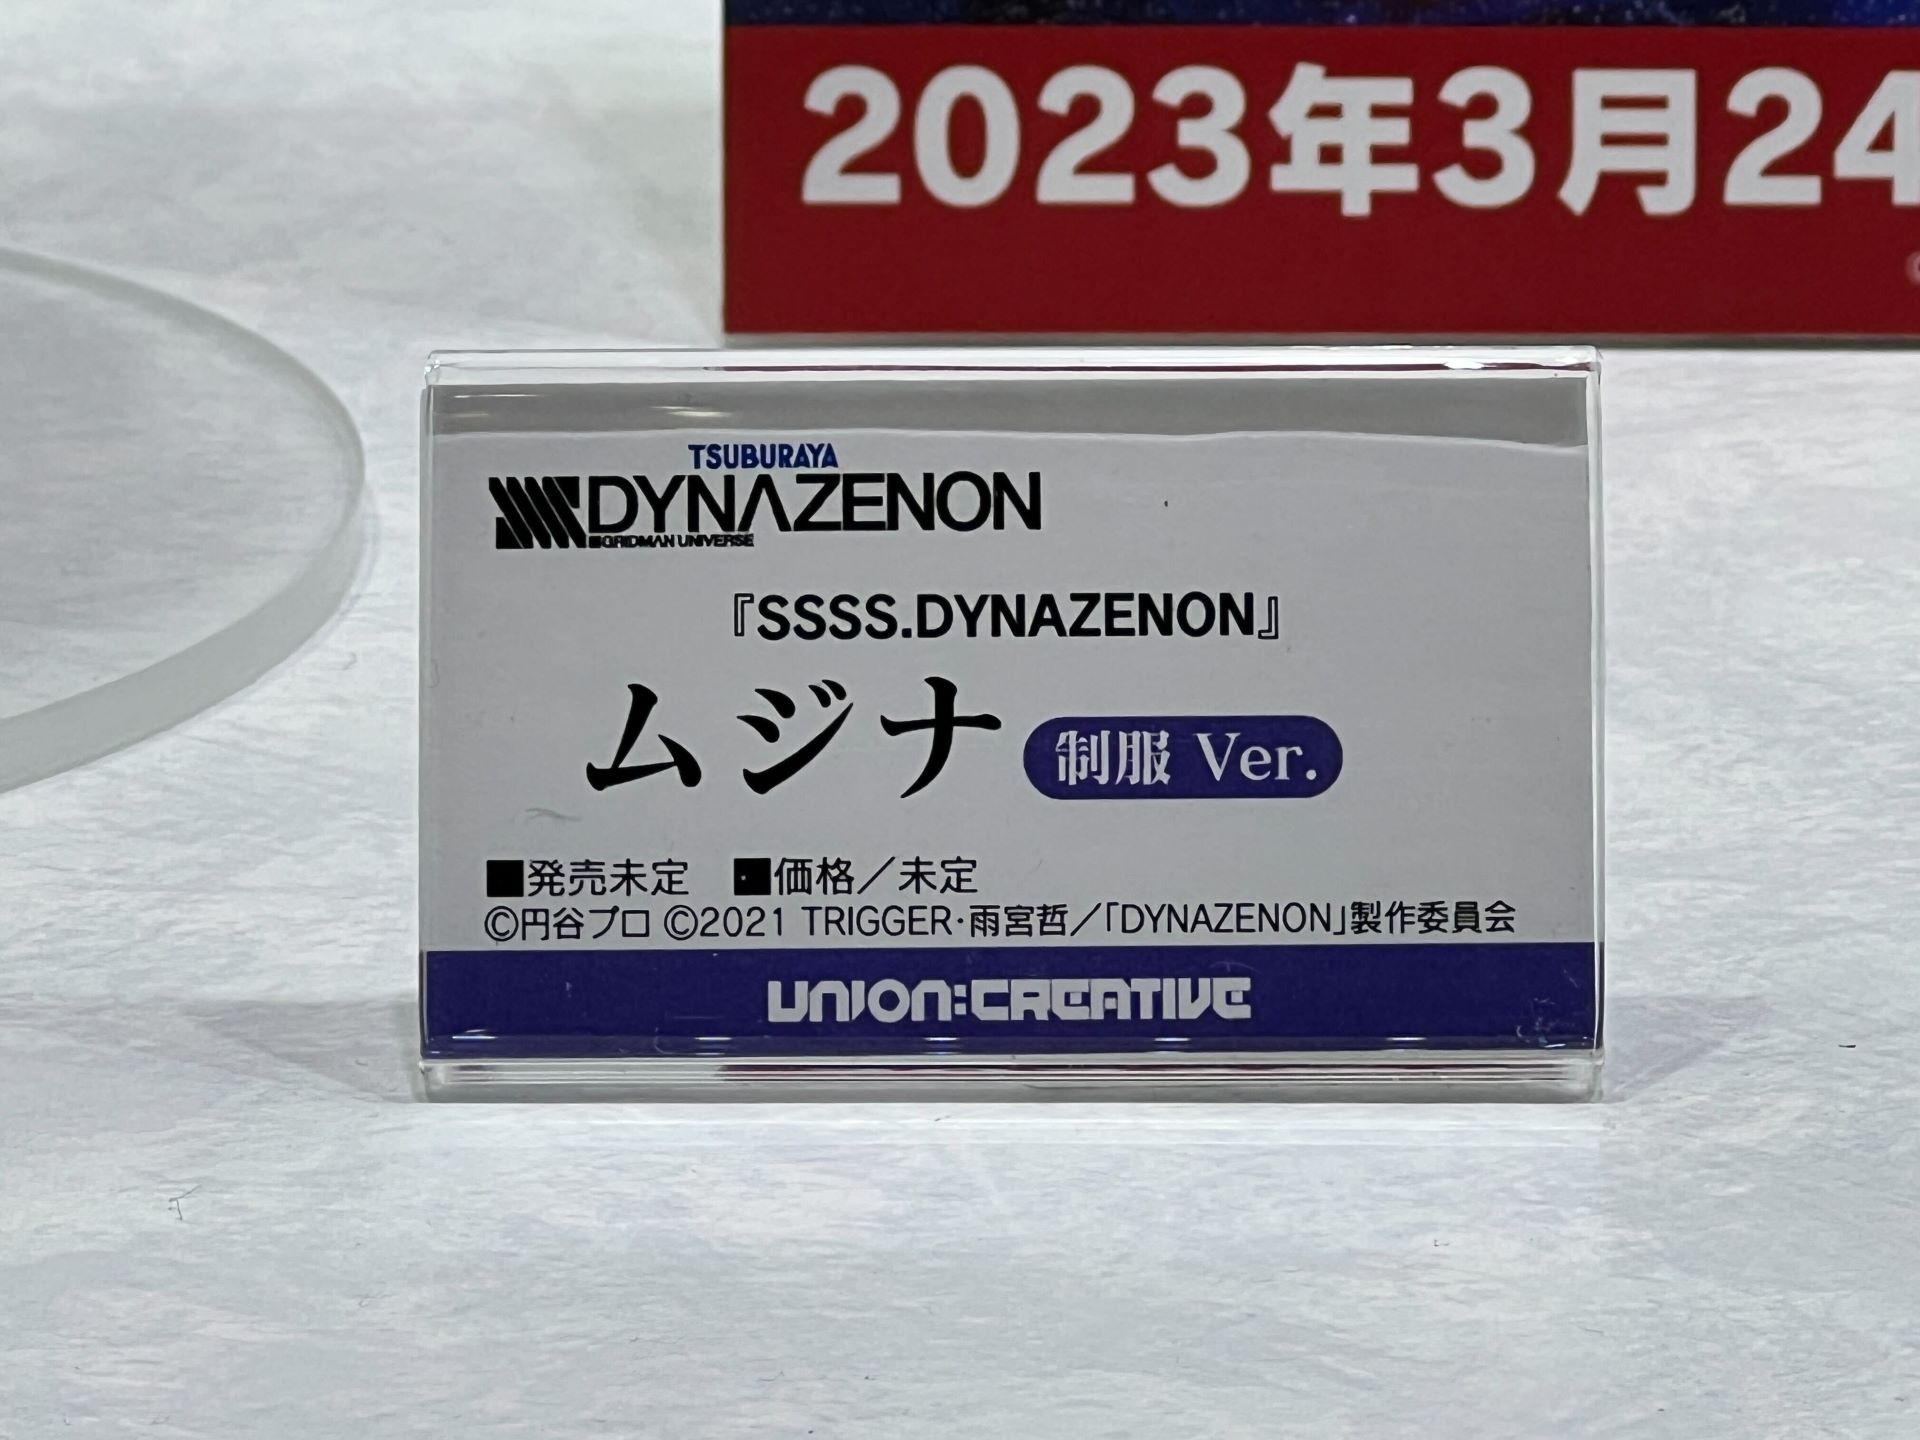 2023年3月24
TSUBURAYA
DYNAZENON
GRIDMAN UNIVERSE
『SSSS.DYNAZENON』
ムジナ 制服 Ver.
■発売未定 ■価格／未定
©円谷プロ ©2021 TRIGGER・雨宮哲／「DYNAZENON」製作委員会
UNION:CREATIVE